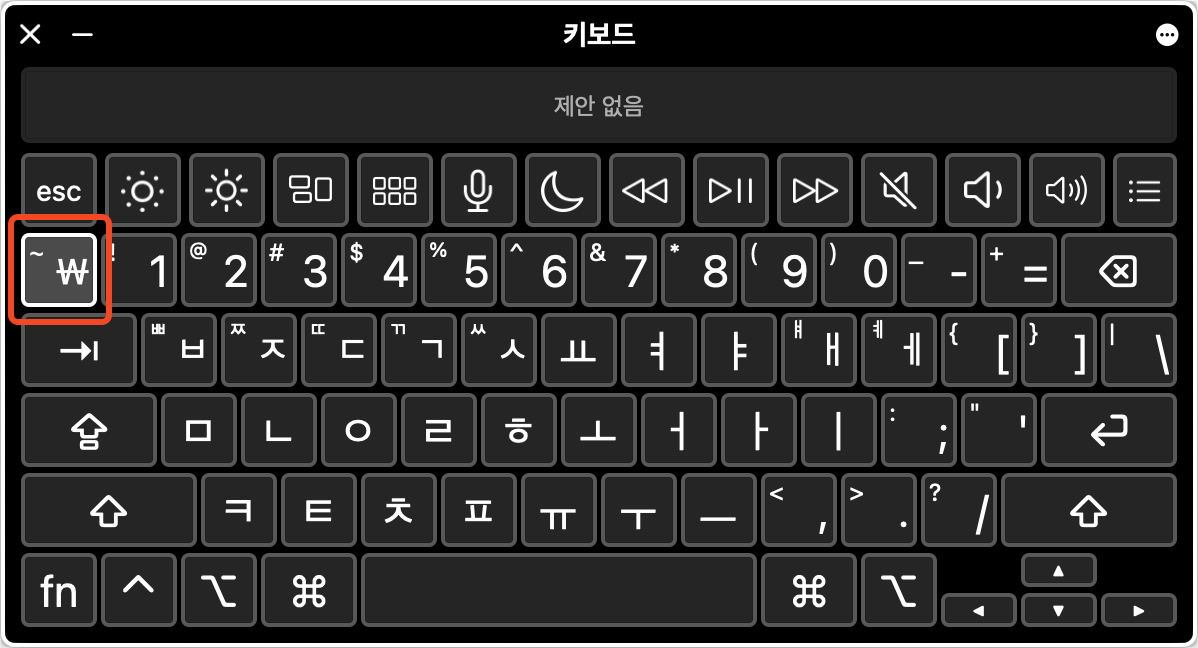 키보드
제안 없음
esc
~ ₩ ! 1 @ 2 # 3 $ 4 % 5 ^ 6 & 7 * 8 ( 9 ) 0 _ - + =
ㅃ ㅂ ㅉ ㅈ ㄸ ㄷ ㄲ ㄱ ㅆ ㅅ ㅛ ㅕ ㅑ ㅒ ㅐ ㅖ ㅔ { [ } ] | \
ㅁ ㄴ ㅇ ㄹ ㅎ ㅗ ㅓ ㅏ ㅣ : ; " '
ㅋ ㅌ ㅊ ㅍ ㅠ ㅜ ㅡ < , > . ? /
fn